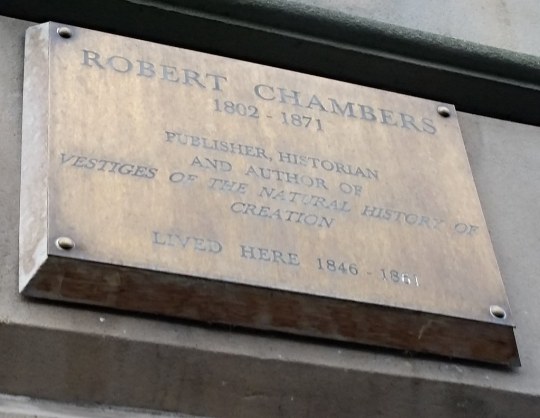 ROBERT CHAMBERS
1802 - 1871
PUBLISHER, HISTORIAN
AND AUTHOR OF
VESTIGES OF THE NATURAL HISTORY OF
CREATION
LIVED HERE 1846 - 1861